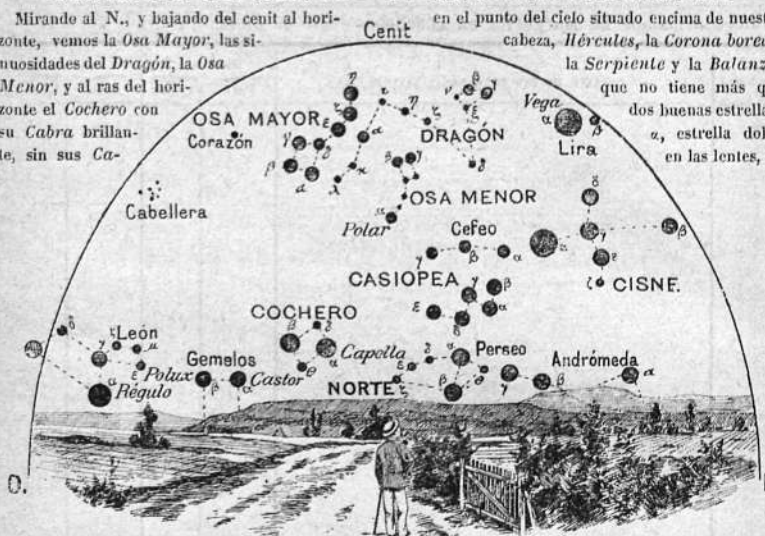 Mirando al N., y bajando del cenit al hori-
zonte, vemos la Osa Mayor, las si-
nuosidades del Dragón, la Osa
Menor, y al ras del hori-
zonte el Cochero con
su Cabra brillan-
te, sin sus Ca-
en el punto del cielo situado encima de nuest
cabeza, Hércules, la Corona borea
la Serpiente y la Balanz
que no tiene más q
dos buenas estrella
α, estrella dob
en las lentes,
Cenit
OSA MAYOR
Corazón
Cabellera
DRAGÓN
Vega
Lira
OSA MENOR
Polar
Cefeo
CASIOPEA
CISNE.
COCHERO
Capella
León
Régulo
Gemelos
Polux
Castor
Perseo
Andrómeda
NORTE
O.